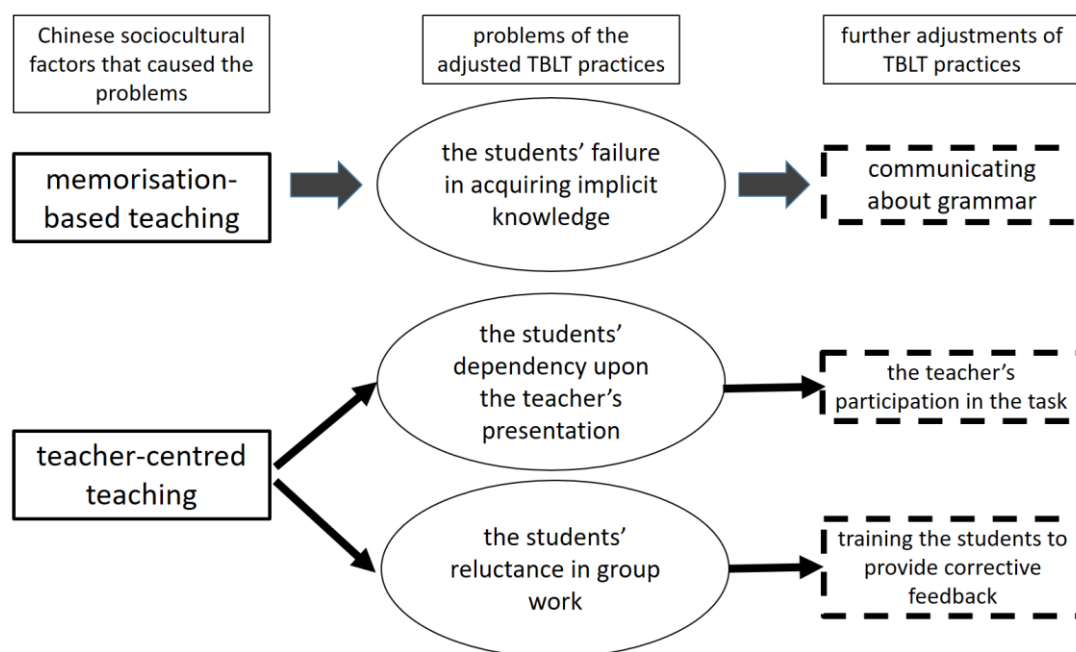 Chinese sociocultural
factors that caused the
problems
problems of the
adjusted TBLT practices
further adjustments of
TBLT practices
memorisation-
based teaching
the students’ failure
in acquiring implicit
knowledge
communicating
about grammar
teacher-centred
teaching
the students’
dependency upon
the teacher’s
presentation
the teacher’s
participation in the task
the students’
reluctance in group
work
training the students to
provide corrective
feedback